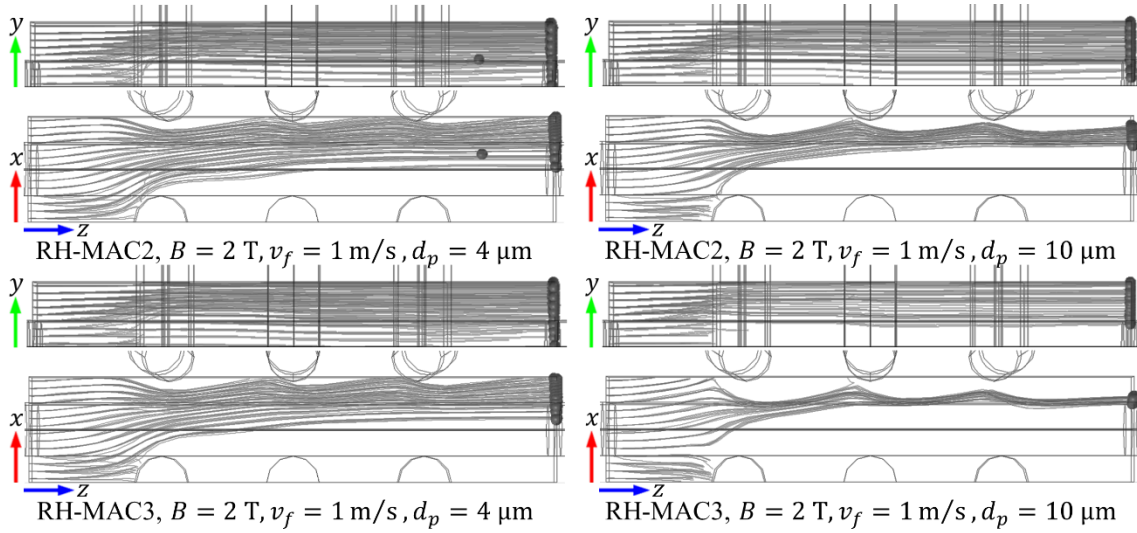 y
y
x
x
z
z
RH-MAC2, B = 2 T, v_f = 1 m/s , d_p = 4 μm
RH-MAC2, B = 2 T, v_f = 1 m/s , d_p = 10 μm
y
y
x
x
z
z
RH-MAC3, B = 2 T, v_f = 1 m/s , d_p = 4 μm
RH-MAC3, B = 2 T, v_f = 1 m/s , d_p = 10 μm